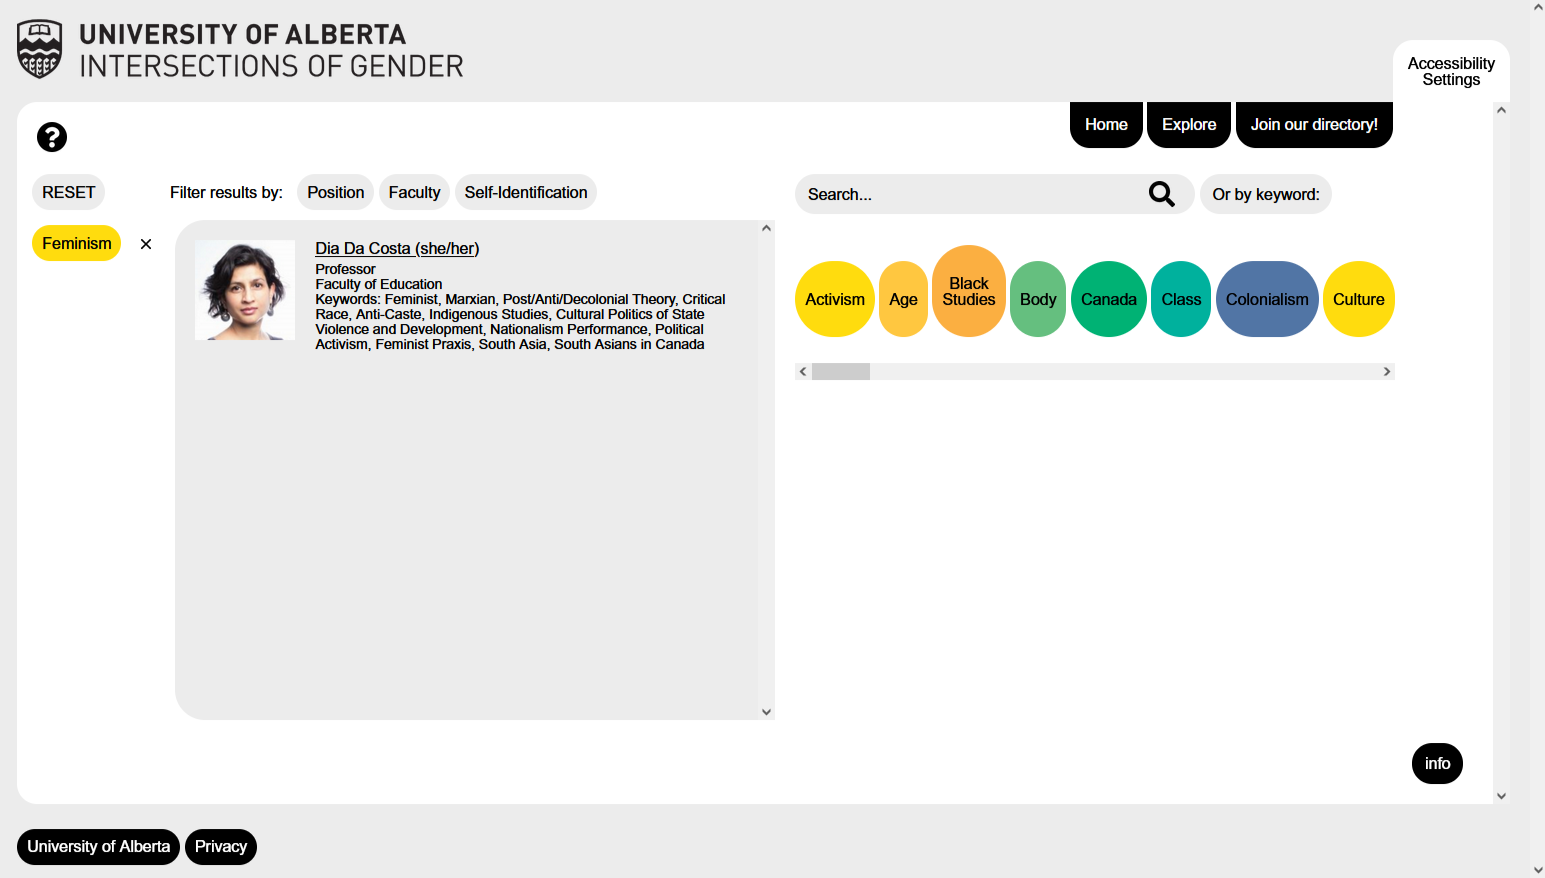 UNIVERSITY OF ALBERTA
INTERSECTIONS OF GENDER
Accessibility
Settings
Home
Explore
Join our directory!
?
RESET
Filter results by:
Position
Faculty
Self-Identification
Search...
Or by keyword:
Feminism
×
Dia Da Costa (she/her)
Professor
Faculty of Education
Keywords: Feminist, Marxian, Post/Anti/Decolonial Theory, Critical
Race, Anti-Caste, Indigenous Studies, Cultural Politics of State
Violence and Development, Nationalism Performance, Political
Activism, Feminist Praxis, South Asia, South Asians in Canada
Activism
Age
Black
Studies
Body
Canada
Class
Colonialism
Culture
info
University of Alberta
Privacy